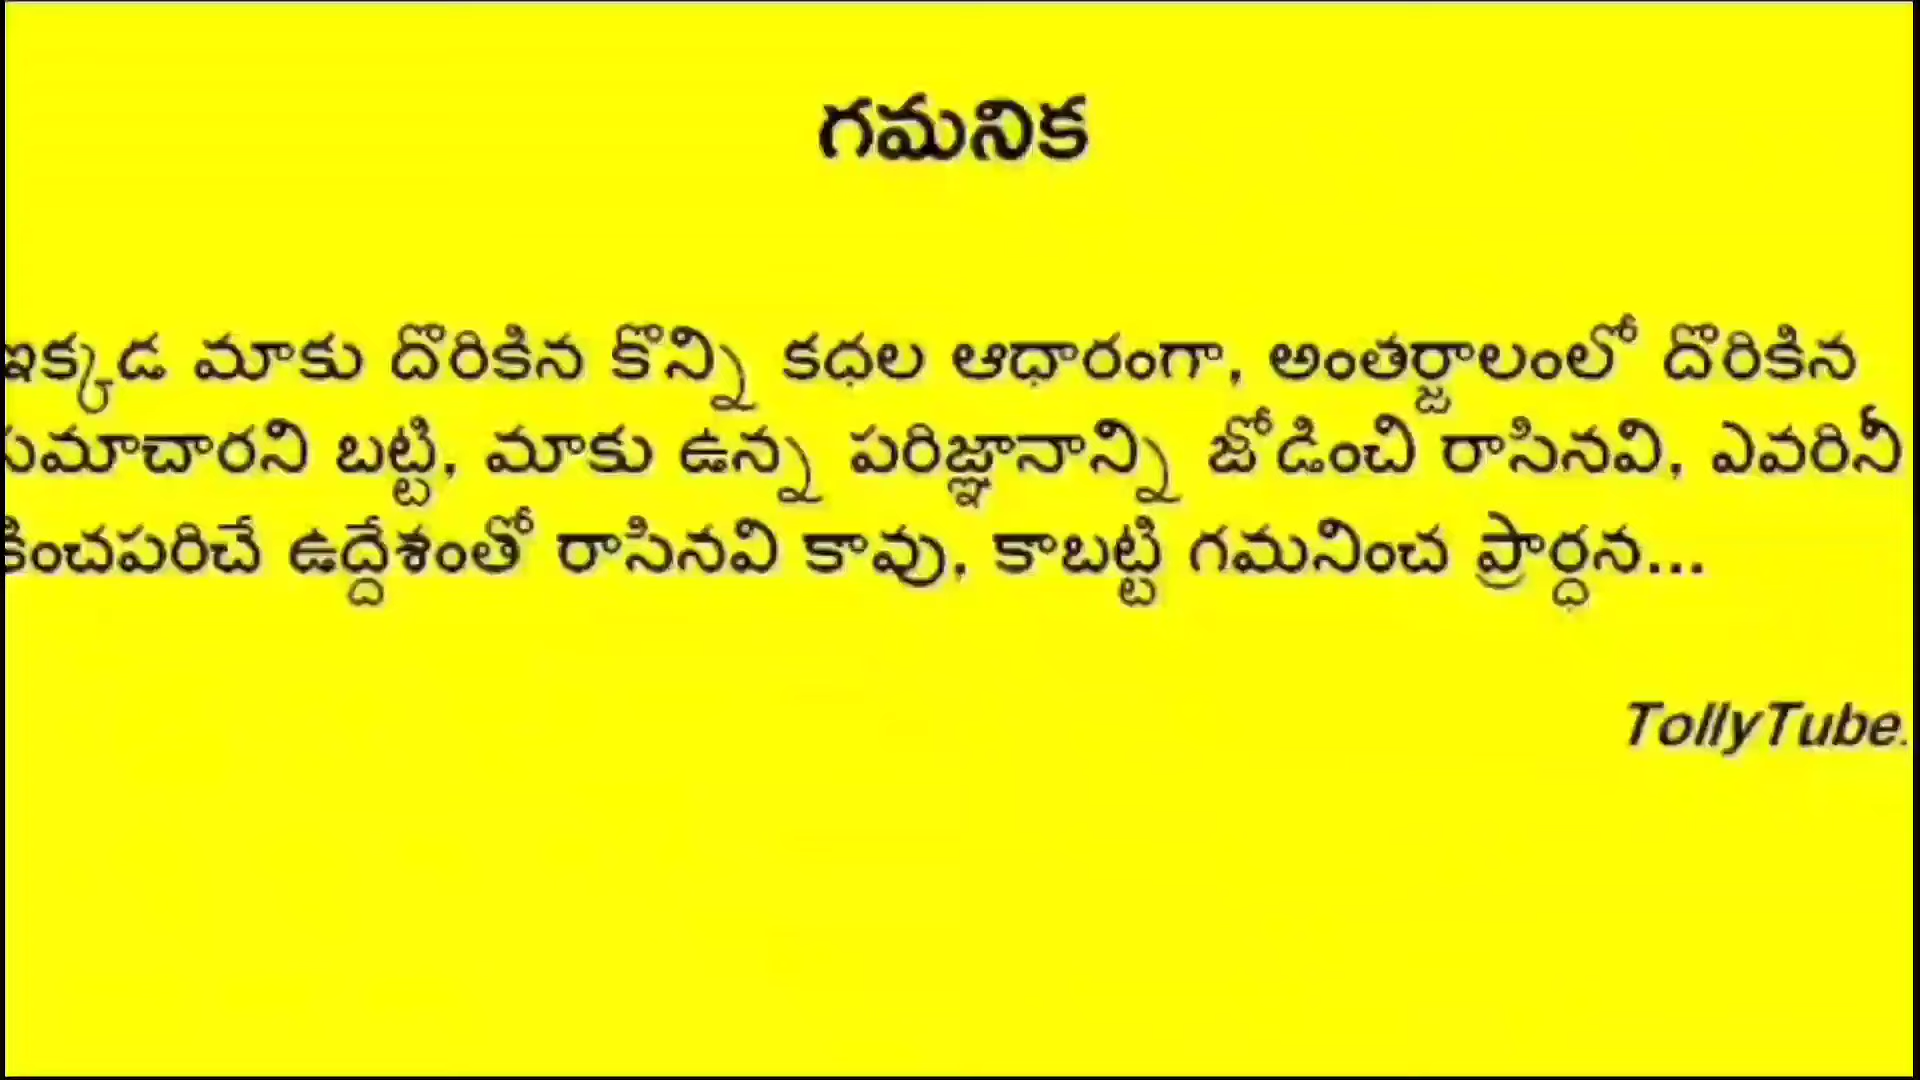 గమనిక
ఇక్కడ మాకు దొరికిన కొన్ని కధల ఆధారంగా, అంతర్జాలంలో దొరికిన
సమాచారని బట్టి, మాకు ఉన్న పరిజ్ఞానాన్ని జోడించి రాసినవి, ఎవరినీ
కించపరిచే ఉద్దేశంతో రాసినవి కావు, కాబట్టి గమనించ ప్రార్ధన...
TollyTube.